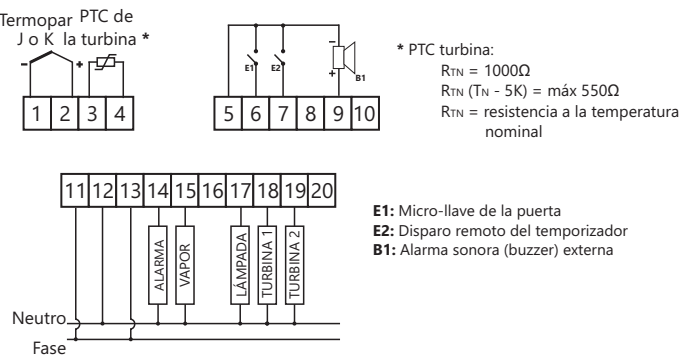 Termopar PTC de
J o K la turbina *
- + 
1 2 3 4
E1 E2 - + B1
5 6 7 8 9 10
* PTC turbina:
RTN = 1000Ω
RTN (TN - 5K) = máx 550Ω
RTN = resistencia a la temperatura
nominal
11 12 13 14 15 16 17 18 19 20
ALARMA
VAPOR
LÁMPADA
TURBINA 1
TURBINA 2
Neutro
Fase
E1: Micro-llave de la puerta
E2: Disparo remoto del temporizador
B1: Alarma sonora (buzzer) externa